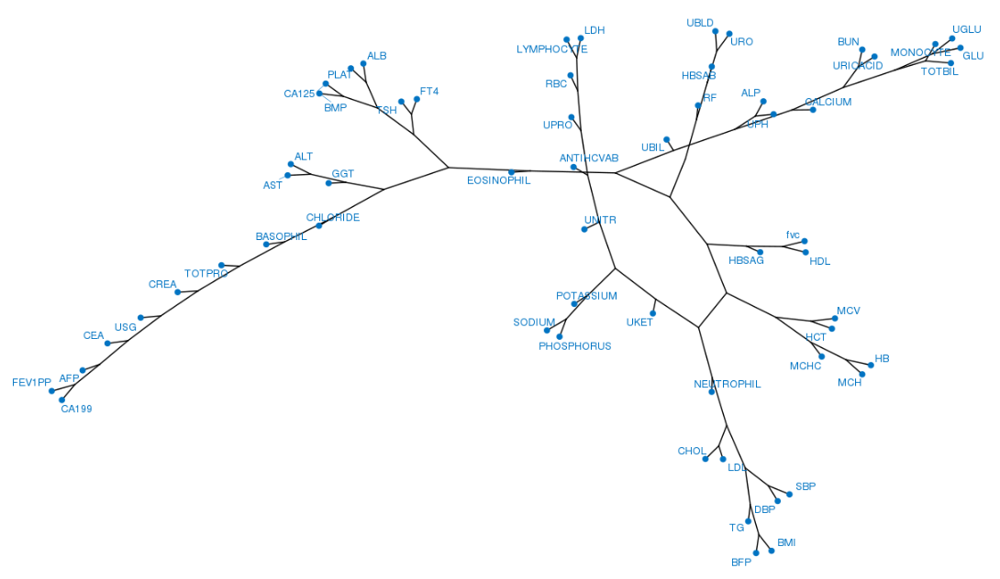 UBLD
UGLU
LDH
URO
BUN
LYMPHOCYTE
MONOCYTE
GLU
ALB
URICACID
TOTBIL
PLAT
HBSAB
RBC
CA125
FT4
ALP
RF
CALCIUM
BMP
TSH
UPRO
UPH
UBIL
ALT
ANTIHCVAB
GGT
EOSINOPHIL
AST
CHLORIDE
UNITR
BASOPHIL
fvc
HBSAG
HDL
TOTPRO
CREA
POTASSIUM
MCV
USG
SODIUM
UKET
CEA
HCT
PHOSPHORUS
HB
MCHC
AFP
FEV1PP
MCH
NEUTROPHIL
CA199
CHOL
LDL
SBP
DBP
TG
BMI
BFP